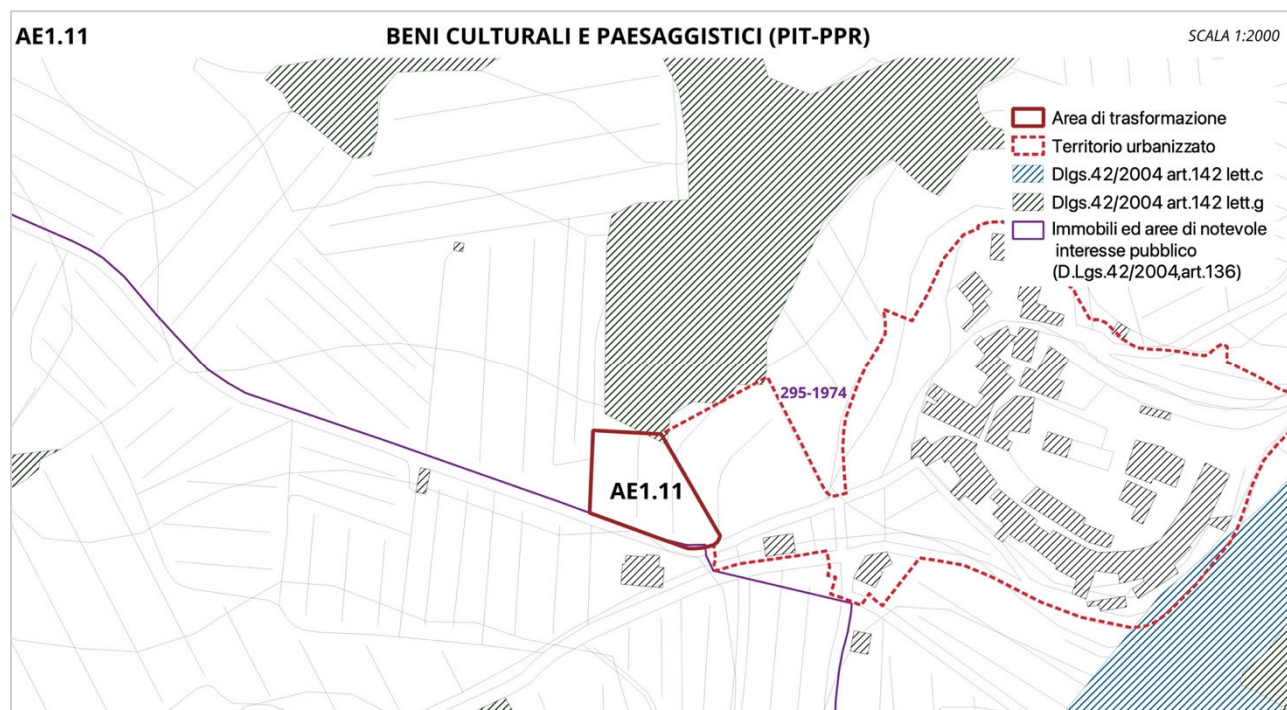 AE1.11
BENI CULTURALI E PAESAGGISTICI (PIT-PPR)
SCALA 1:2000
Area di trasformazione
Territorio urbanizzato
Dlgs.42/2004 art.142 lett.c
Dlgs.42/2004 art.142 lett.g
Immobili ed aree di notevole
interesse pubblico
(D.Lgs.42/2004,art.136)
295-1974
AE1.11